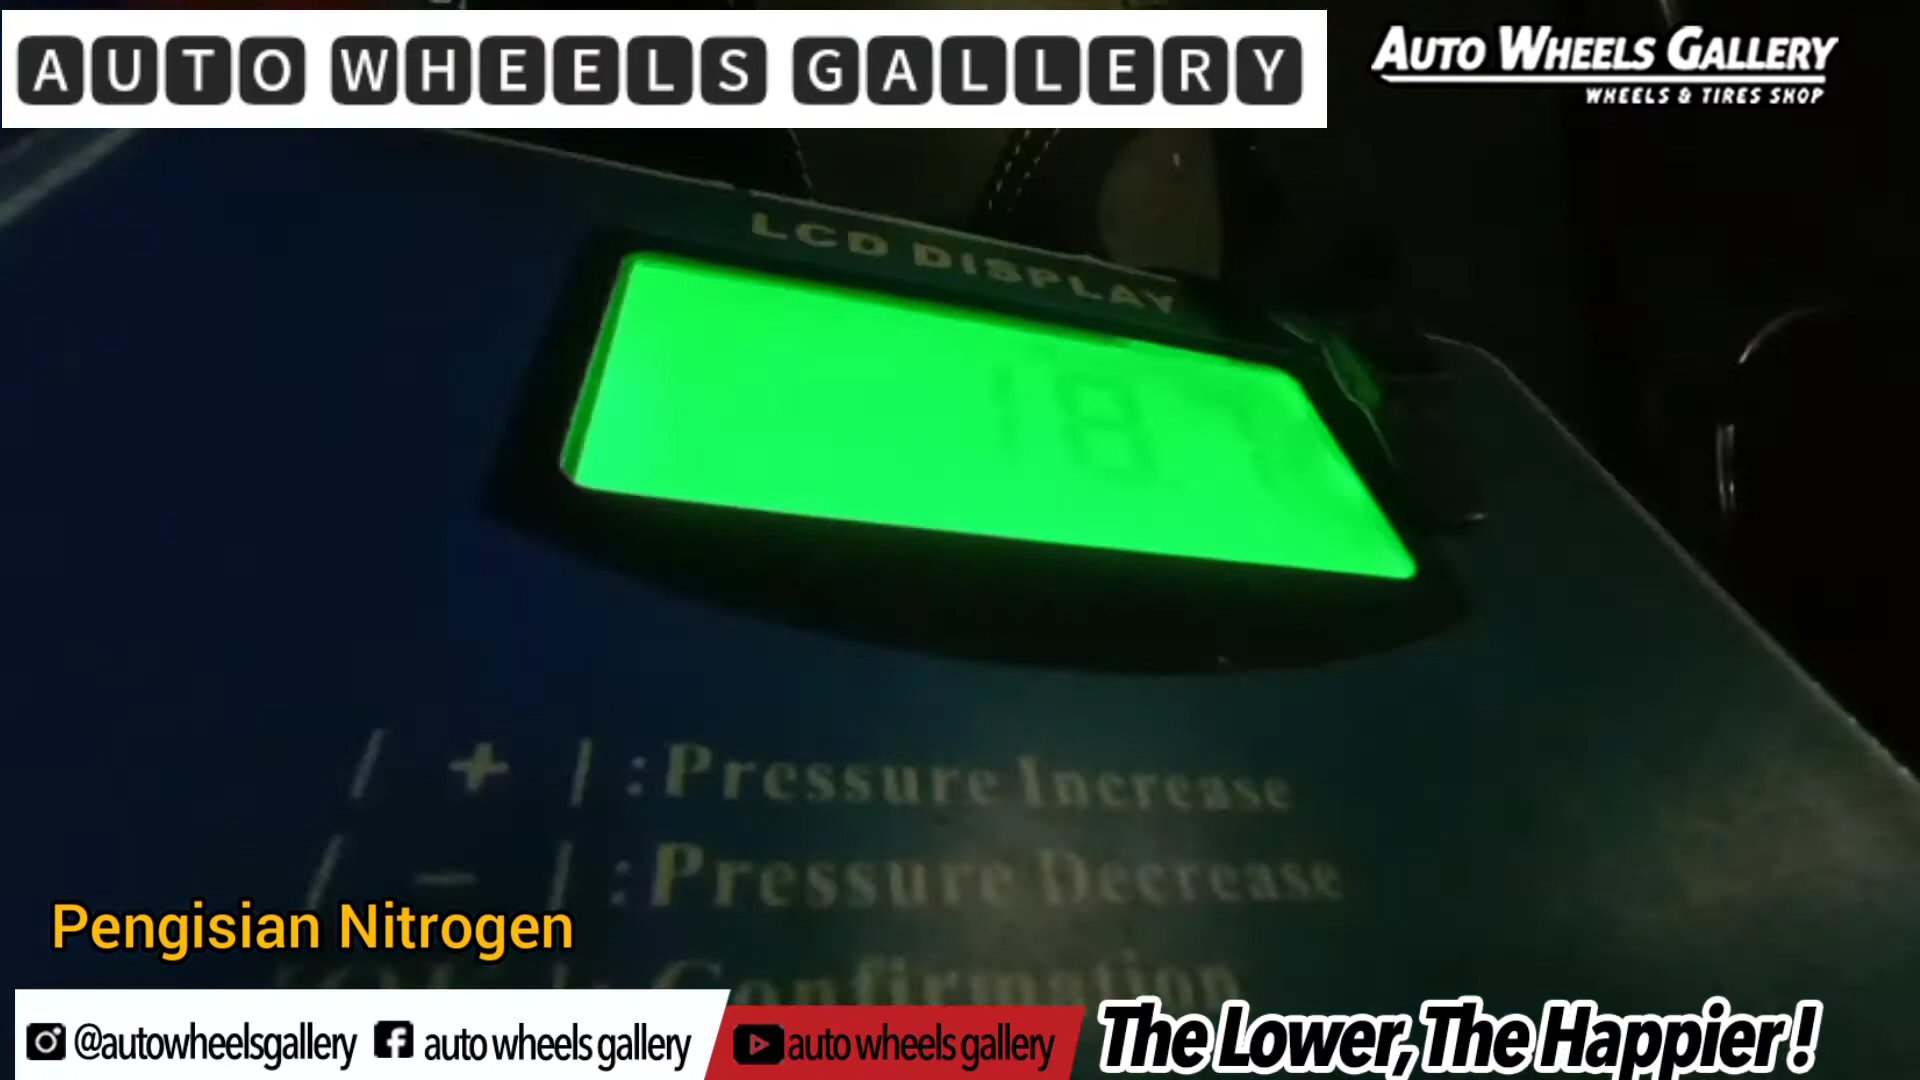 AUTO WHEELS GALLERY
AUTO WHEELS GALLERY
WHEELS & TIRES SHOP
LCD DISPLAY
18.
| + | : Pressure Increase
| − | : Pressure Decrease
: Confirmation
Pengisian Nitrogen
@autowheelsgallery
auto wheels gallery
auto wheels gallery
The Lower, The Happier !